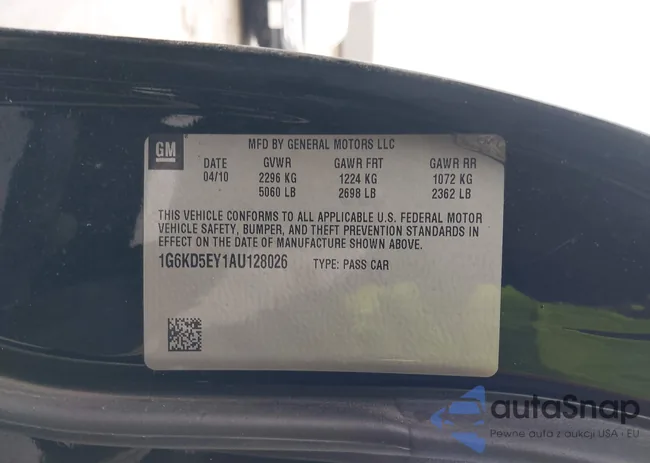 GM
MFD BY GENERAL MOTORS LLC
DATE GVWR GAWR FRT GAWR RR
04/10 2296 KG 1224 KG 1072 KG
5060 LB 2698 LB 2362 LB
THIS VEHICLE CONFORMS TO ALL APPLICABLE U.S. FEDERAL MOTOR
VEHICLE SAFETY, BUMPER, AND THEFT PREVENTION STANDARDS IN
EFFECT ON THE DATE OF MANUFACTURE SHOWN ABOVE.
1G6KD5EY1AU128026 TYPE: PASS CAR
autaSnap
Pewne auta z aukcji USA • EU